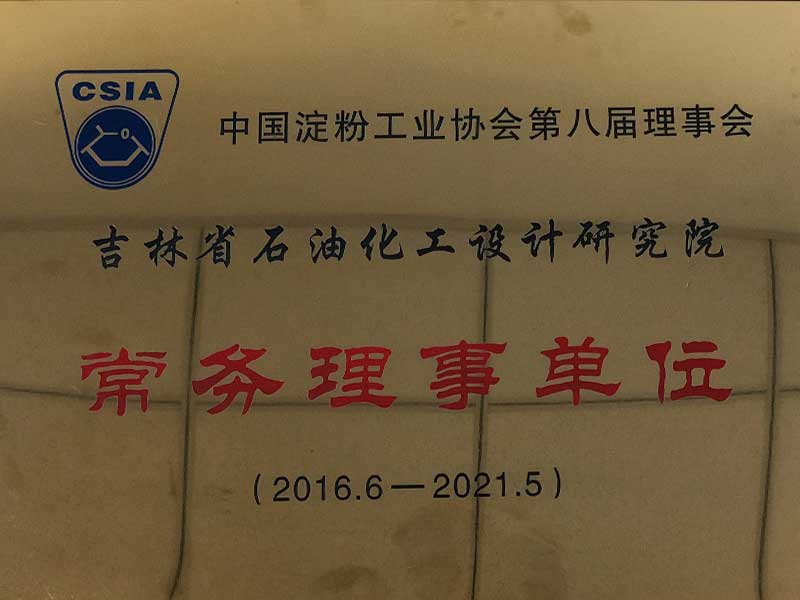 CSIA
中国淀粉工业协会第八届理事会
吉林省石油化工设计研究院
常务理事单位
（2016.6—2021.5）